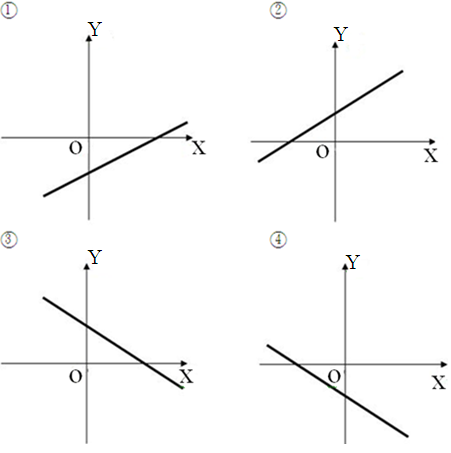 ① ②
Y Y
O X O X
③ ④
Y Y
O X O X